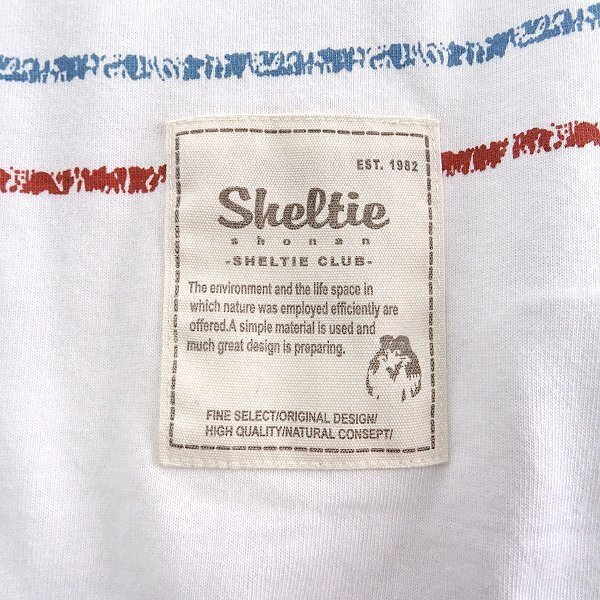 EST. 1982
Sheltie
shonan
-SHELTIE CLUB-
The environment and the life space in
which nature was employed efficiently are
offered.A simple material is used and
much great design is preparing.
FINE SELECT/ORIGINAL DESIGN/
HIGH QUALITY/NATURAL CONSEPT/